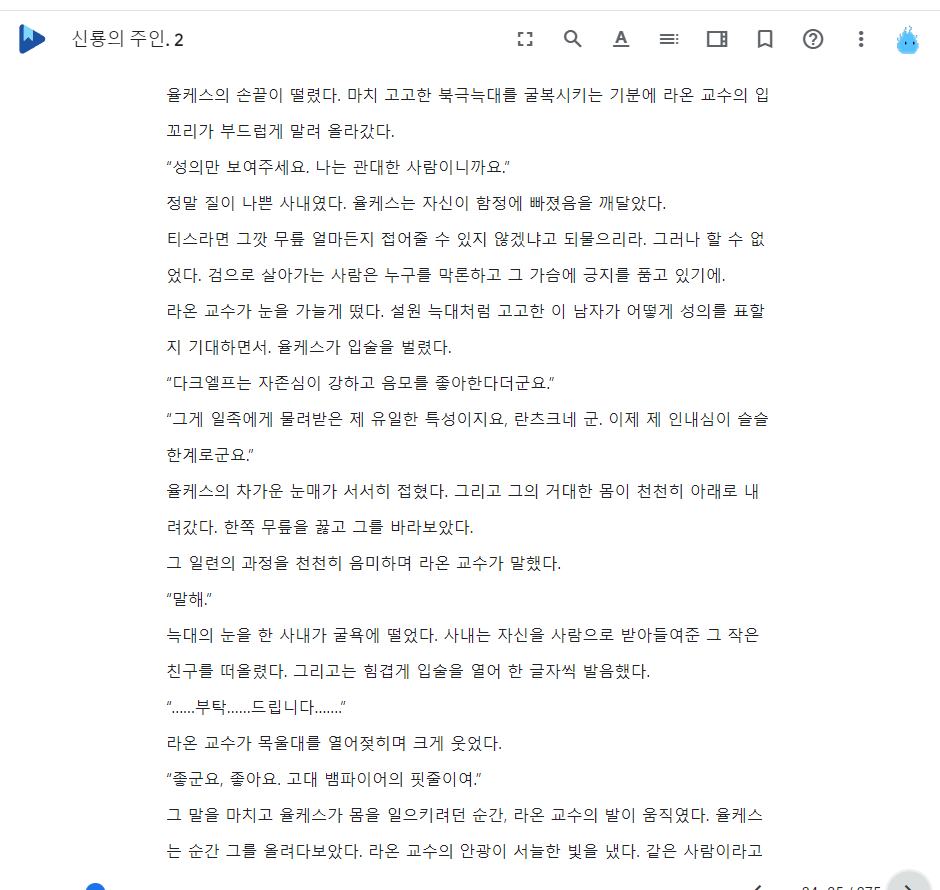 신룡의 주인. 2
율케스의 손끝이 떨렸다. 마치 고고한 북극늑대를 굴복시키는 기분에 라온 교수의 입
꼬리가 부드럽게 말려 올라갔다.
“성의만 보여주세요. 나는 관대한 사람이니까요.”
정말 질이 나쁜 사내였다. 율케스는 자신이 함정에 빠졌음을 깨달았다.
티스라면 그깟 무릎 얼마든지 접어줄 수 있지 않겠냐고 되물으리라. 그러나 할 수 없
었다. 검으로 살아가는 사람은 누구를 막론하고 그 가슴에 긍지를 품고 있기에.
라온 교수가 눈을 가늘게 떴다. 설원 늑대처럼 고고한 이 남자가 어떻게 성의를 표할
지 기대하면서. 율케스가 입술을 벌렸다.
“다크엘프는 자존심이 강하고 음모를 좋아한다더군요.”
“그게 일족에게 물려받은 제 유일한 특성이지요, 란츠크네 군. 이제 제 인내심이 슬슬
한계로군요.”
율케스의 차가운 눈매가 서서히 접혔다. 그리고 그의 거대한 몸이 천천히 아래로 내
려갔다. 한쪽 무릎을 꿇고 그를 바라보았다.
그 일련의 과정을 천천히 음미하며 라온 교수가 말했다.
“말해.”
늑대의 눈을 한 사내가 굴욕에 떨었다. 사내는 자신을 사람으로 받아들여준 그 작은
친구를 떠올렸다. 그리고는 힘겹게 입술을 열어 한 글자씩 발음했다.
“......부탁......드립니다.......”
라온 교수가 목울대를 열어젖히며 크게 웃었다.
“좋군요, 좋아요. 고대 뱀파이어의 핏줄이여.”
그 말을 마치고 율케스가 몸을 일으키려던 순간, 라온 교수의 발이 움직였다. 율케스
는 순간 그를 올려다보았다. 라온 교수의 안광이 서늘한 빛을 냈다. 같은 사람이라고